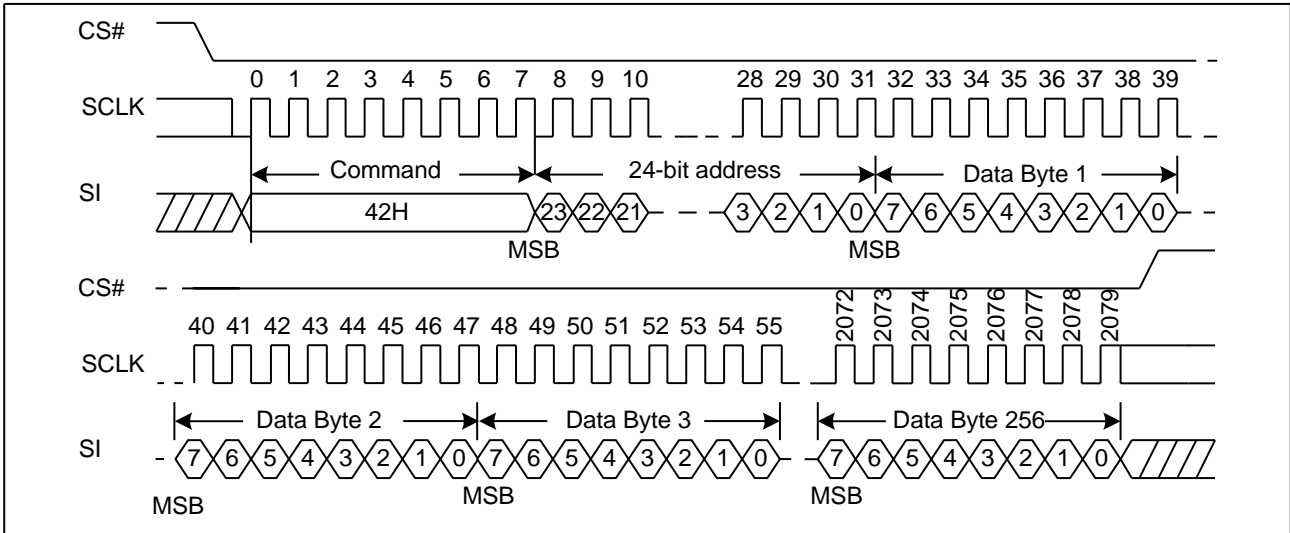 CS#
0 1 2 3 4 5 6 7 8 9 10 28 29 30 31 32 33 34 35 36 37 38 39
SCLK
Command 24-bit address Data Byte 1
SI
42H 23 22 21 3 2 1 0 7 6 5 4 3 2 1 0
MSB MSB
CS#
2072 2073 2074 2075 2076 2077 2078 2079
40 41 42 43 44 45 46 47 48 49 50 51 52 53 54 55
SCLK
Data Byte 2 Data Byte 3 Data Byte 256
SI
7 6 5 4 3 2 1 0 7 6 5 4 3 2 1 0 7 6 5 4 3 2 1 0
MSB MSB MSB